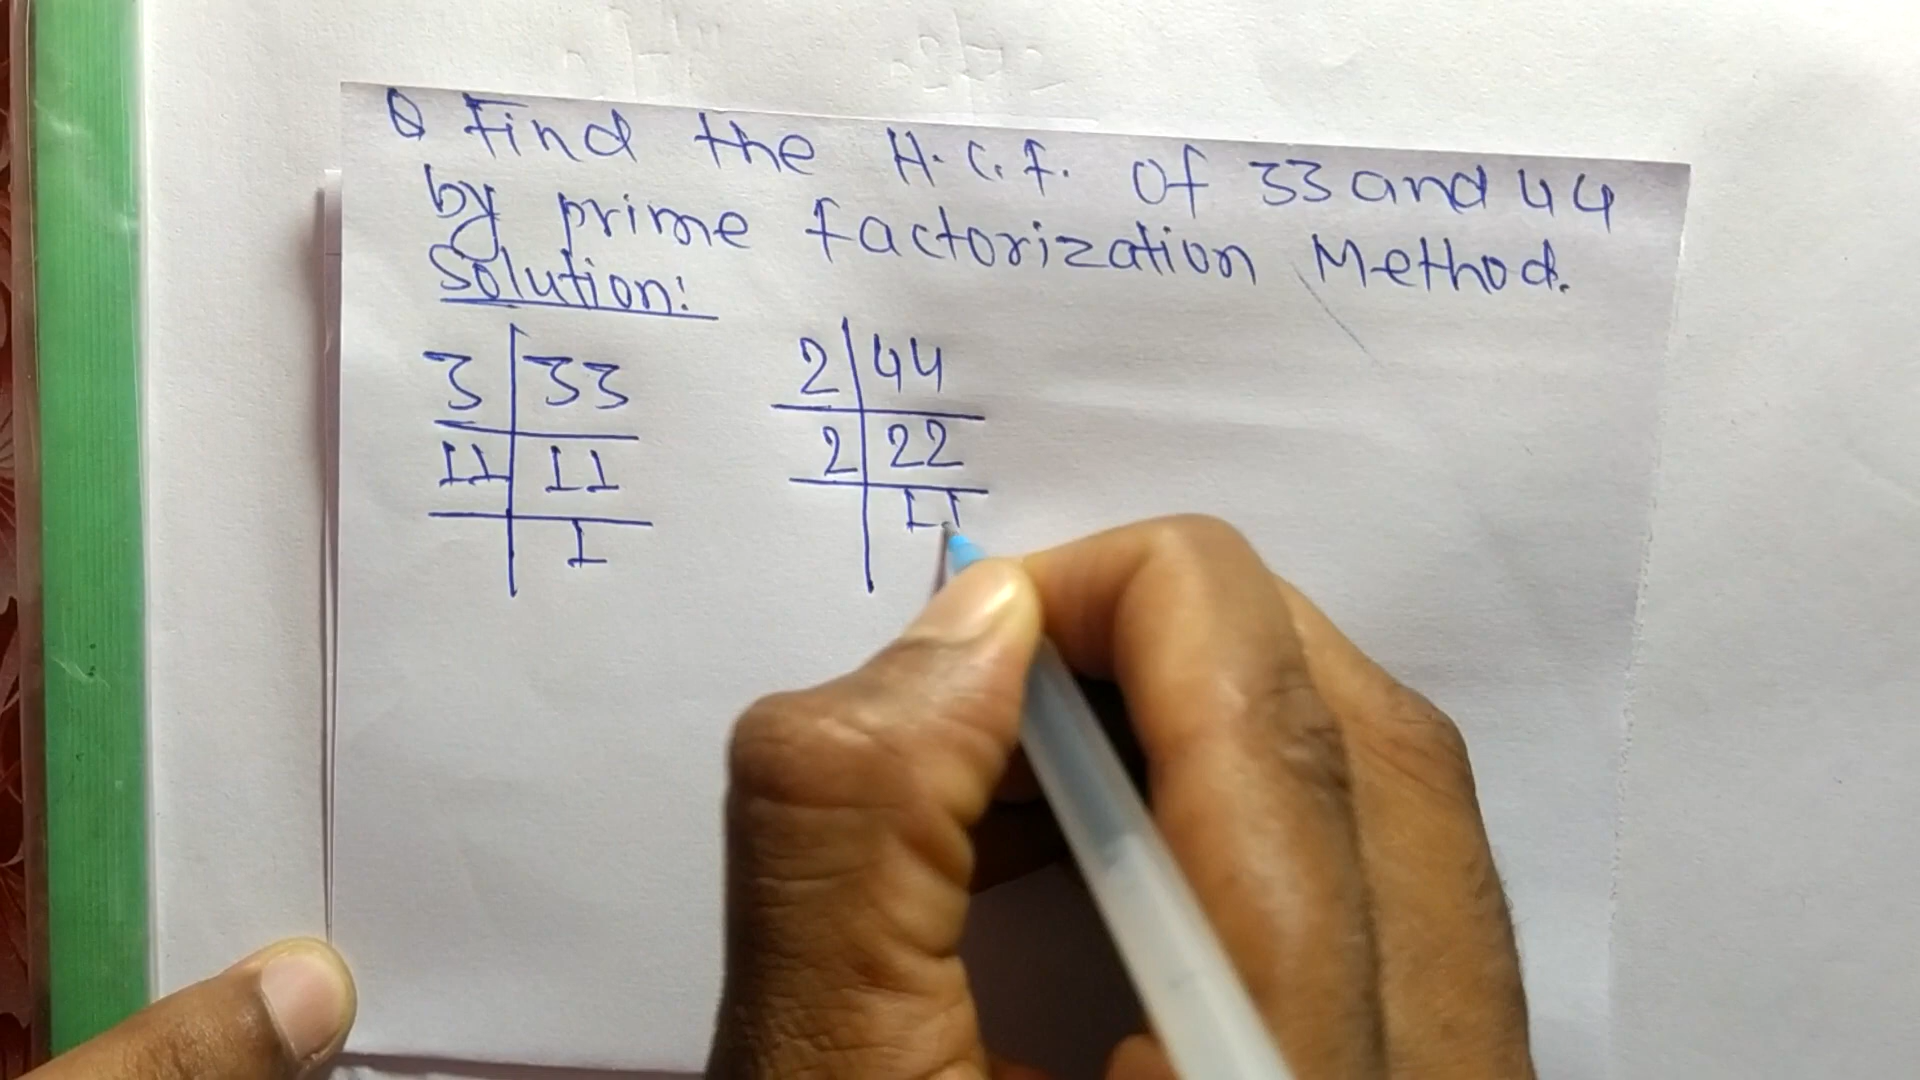 Q Find the H.C.f. of 33 and 44
by prime factorization Method.
Solution:
3 | 33
11 | 11
1
2 | 44
2 | 22
11